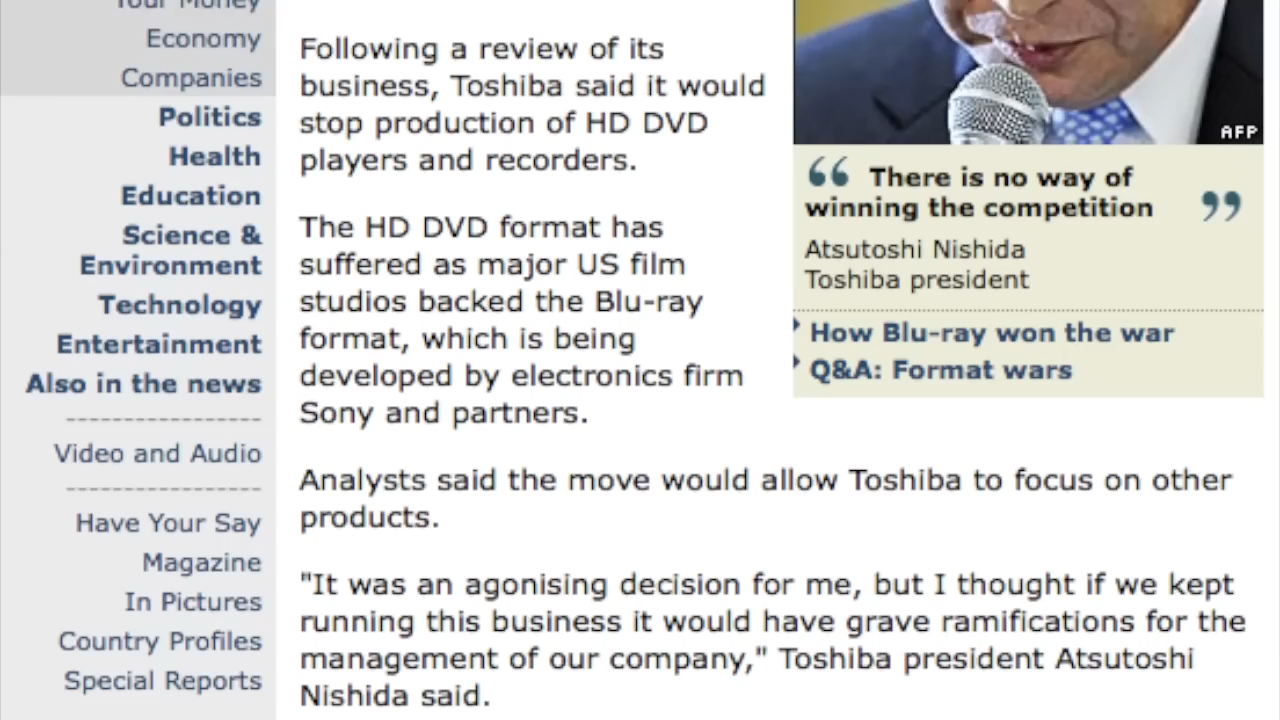 Your Money
Economy
Companies
Politics
Health
Education
Science &
Environment
Technology
Entertainment
Also in the news
-----------------
Video and Audio
-----------------
Have Your Say
Magazine
In Pictures
Country Profiles
Special Reports
Following a review of its
business, Toshiba said it would
stop production of HD DVD
players and recorders.
The HD DVD format has
suffered as major US film
studios backed the Blu-ray
format, which is being
developed by electronics firm
Sony and partners.
Analysts said the move would allow Toshiba to focus on other
products.
"It was an agonising decision for me, but I thought if we kept
running this business it would have grave ramifications for the
management of our company," Toshiba president Atsutoshi
Nishida said.
AFP
“ There is no way of
winning the competition ”
Atsutoshi Nishida
Toshiba president
How Blu-ray won the war
Q&A: Format wars